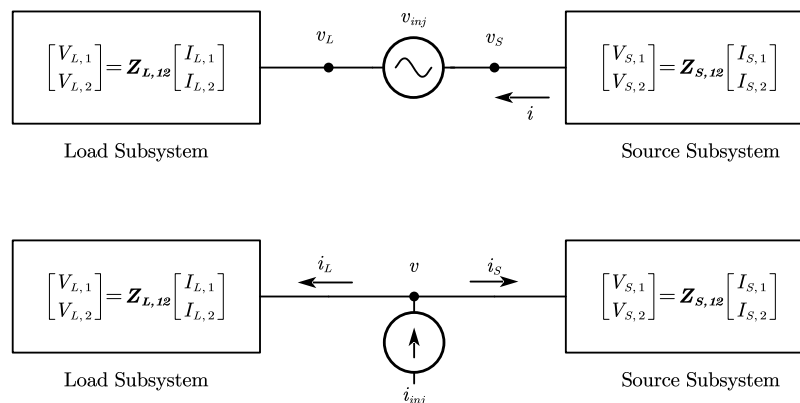 v_inj
v_L v_S
[V_{L,1} V_{L,2}] = Z_{L,12} [I_{L,1} I_{L,2}]
[V_{S,1} V_{S,2}] = Z_{S,12} [I_{S,1} I_{S,2}]
i
Load Subsystem Source Subsystem
i_L v i_S
[V_{L,1} V_{L,2}] = Z_{L,12} [I_{L,1} I_{L,2}]
[V_{S,1} V_{S,2}] = Z_{S,12} [I_{S,1} I_{S,2}]
Load Subsystem Source Subsystem
i_inj